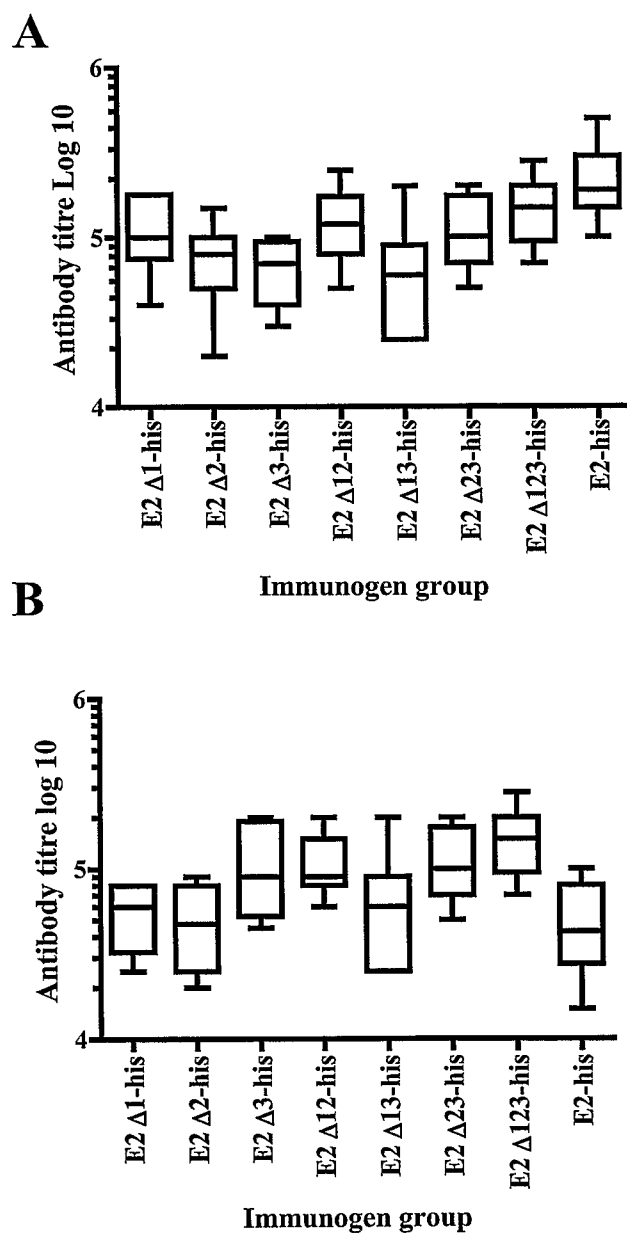 A
6
5
4
Antibody titre Log 10
E2 Δ1-his
E2 Δ2-his
E2 Δ3-his
E2 Δ12-his
E2 Δ13-his
E2 Δ23-his
E2 Δ123-his
E2-his
Immunogen group
B
6
5
4
Antibody titre log 10
E2 Δ1-his
E2 Δ2-his
E2 Δ3-his
E2 Δ12-his
E2 Δ13-his
E2 Δ23-his
E2 Δ123-his
E2-his
Immunogen group